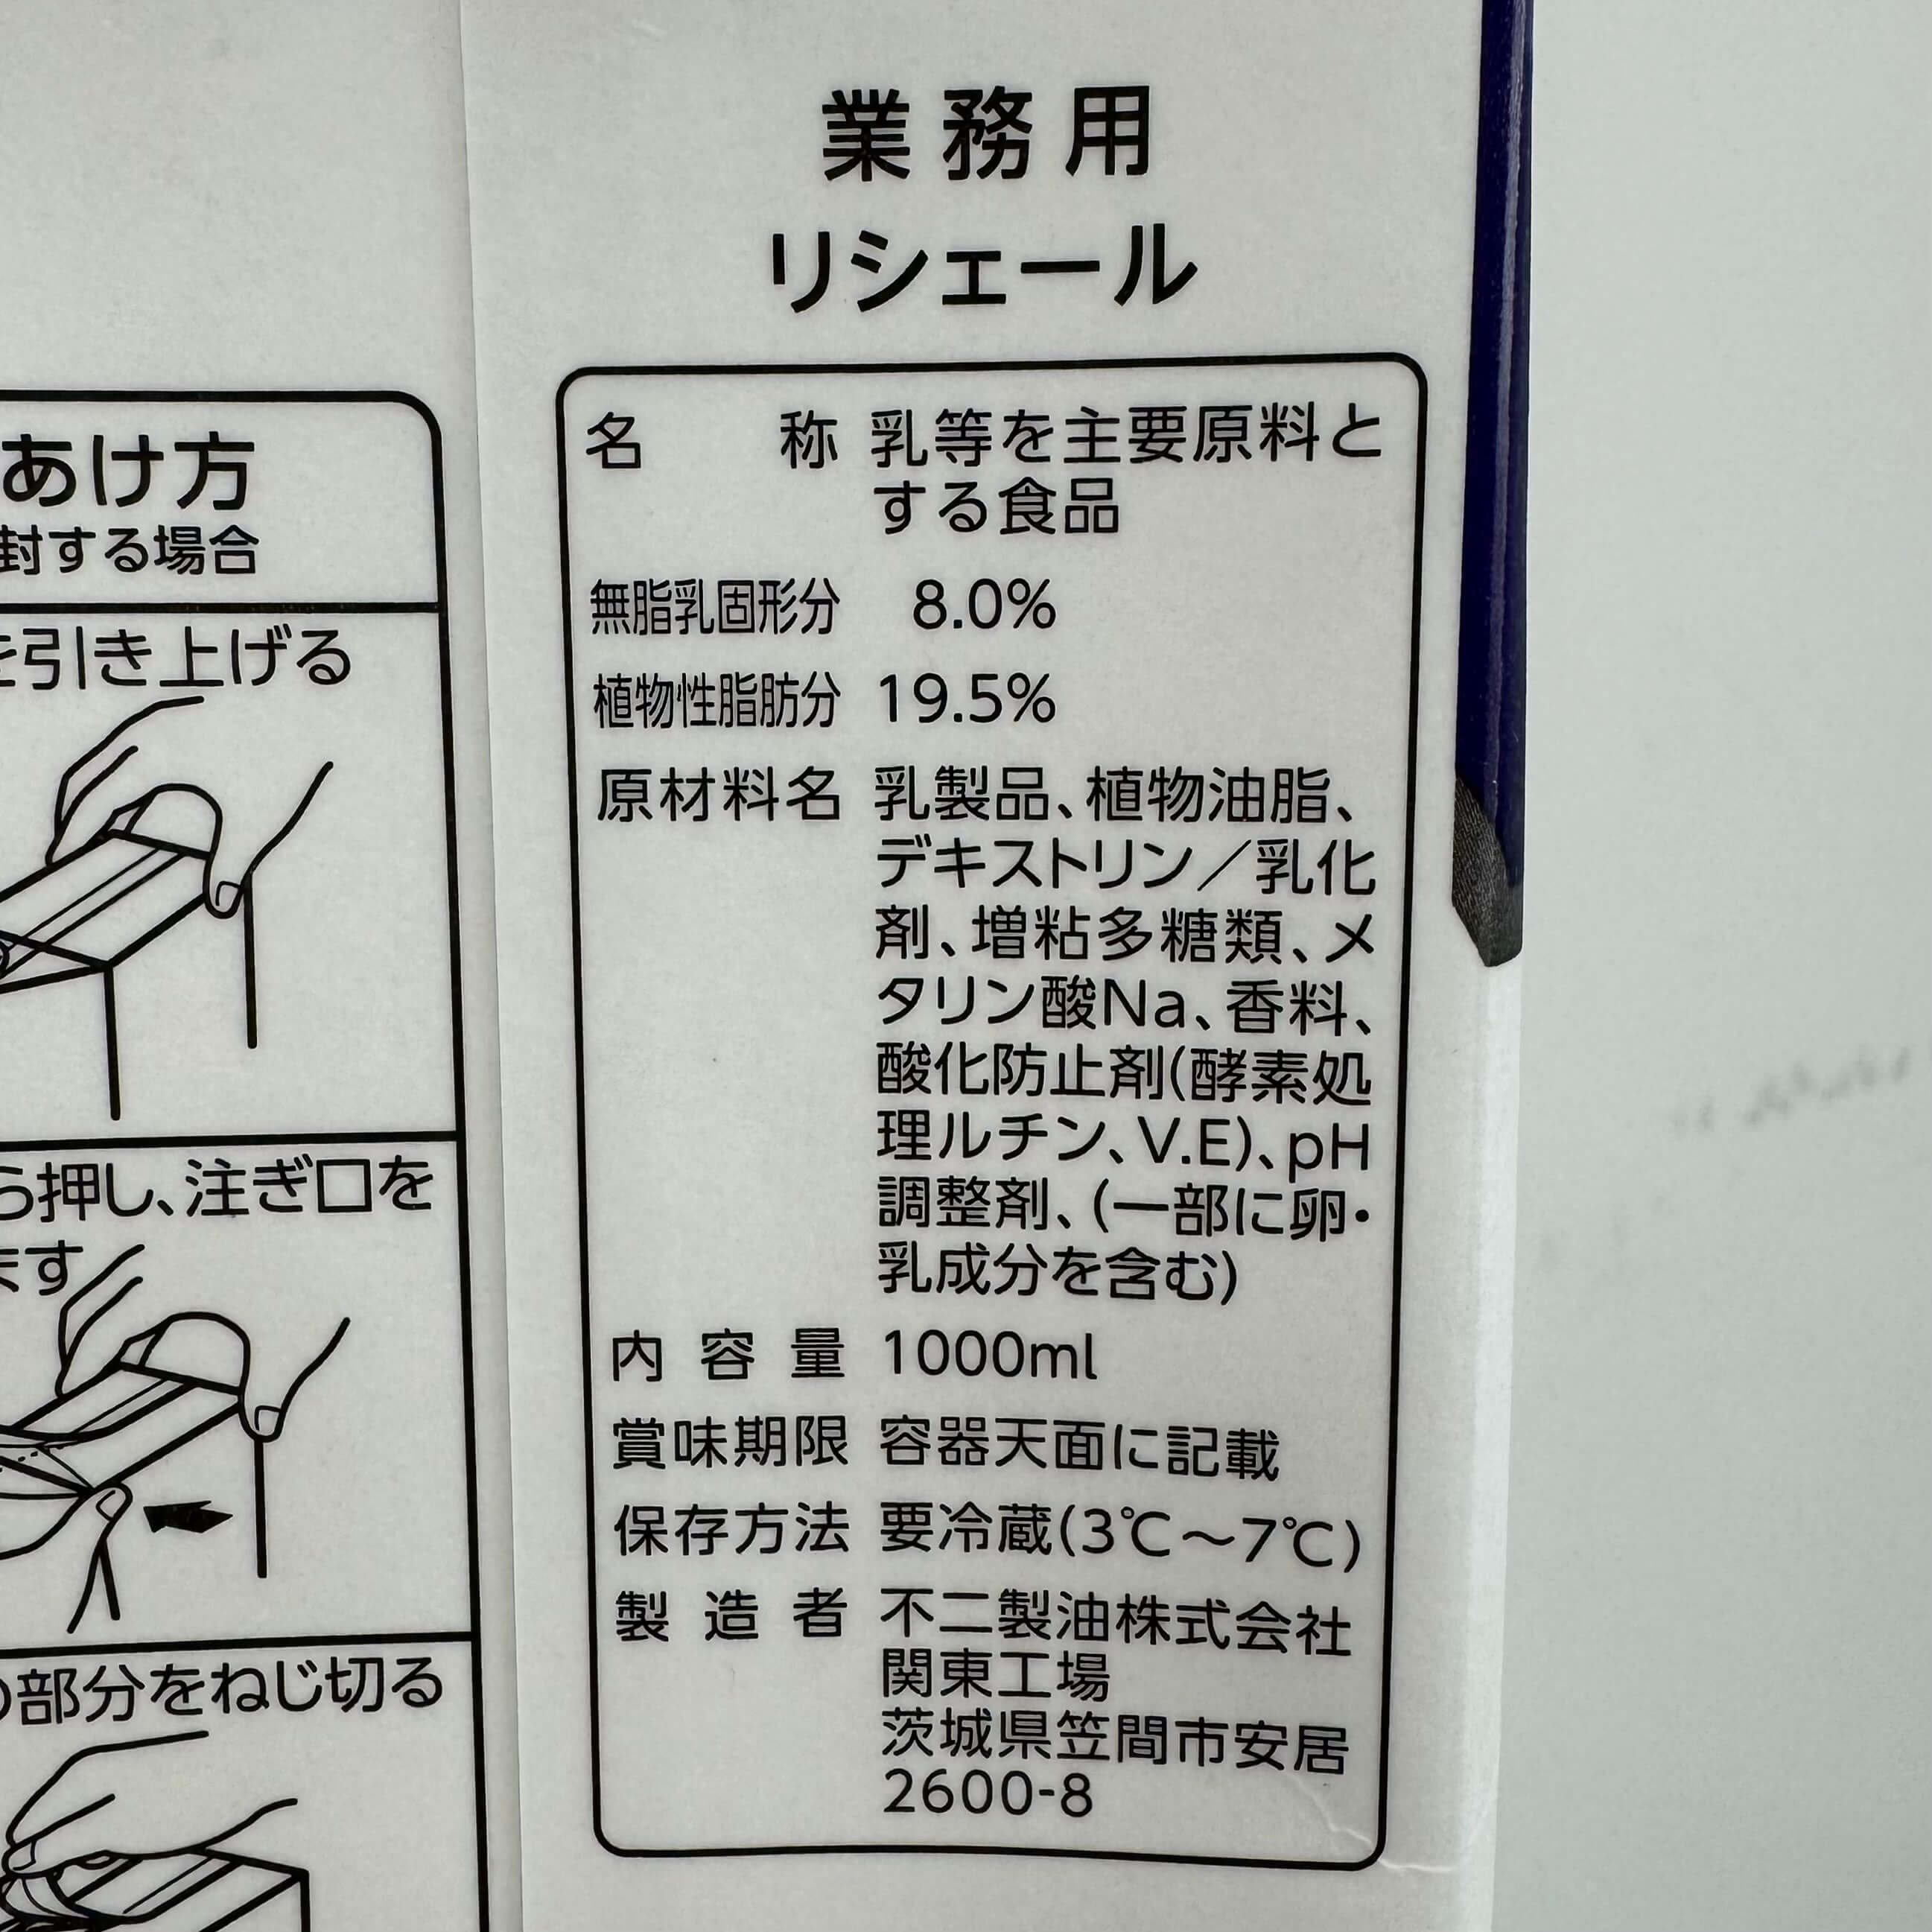 業務用
リシェール
名称 乳等を主要原料と
する食品
無脂乳固形分 8.0%
植物性脂肪分 19.5%
原材料名 乳製品、植物油脂、
デキストリン／乳化
剤、増粘多糖類、メ
タリン酸Na、香料、
酸化防止剤(酵素処
理ルチン、V.E)、pH
調整剤、(一部に卵・
乳成分を含む)
内容量 1000ml
賞味期限 容器天面に記載
保存方法 要冷蔵(3℃～7℃)
製造者 不二製油株式会社
関東工場
茨城県笠間市安居
2600-8
あけ方
封する場合
を引き上げる
ら押し、注ぎ口を
ます
の部分をねじ切る